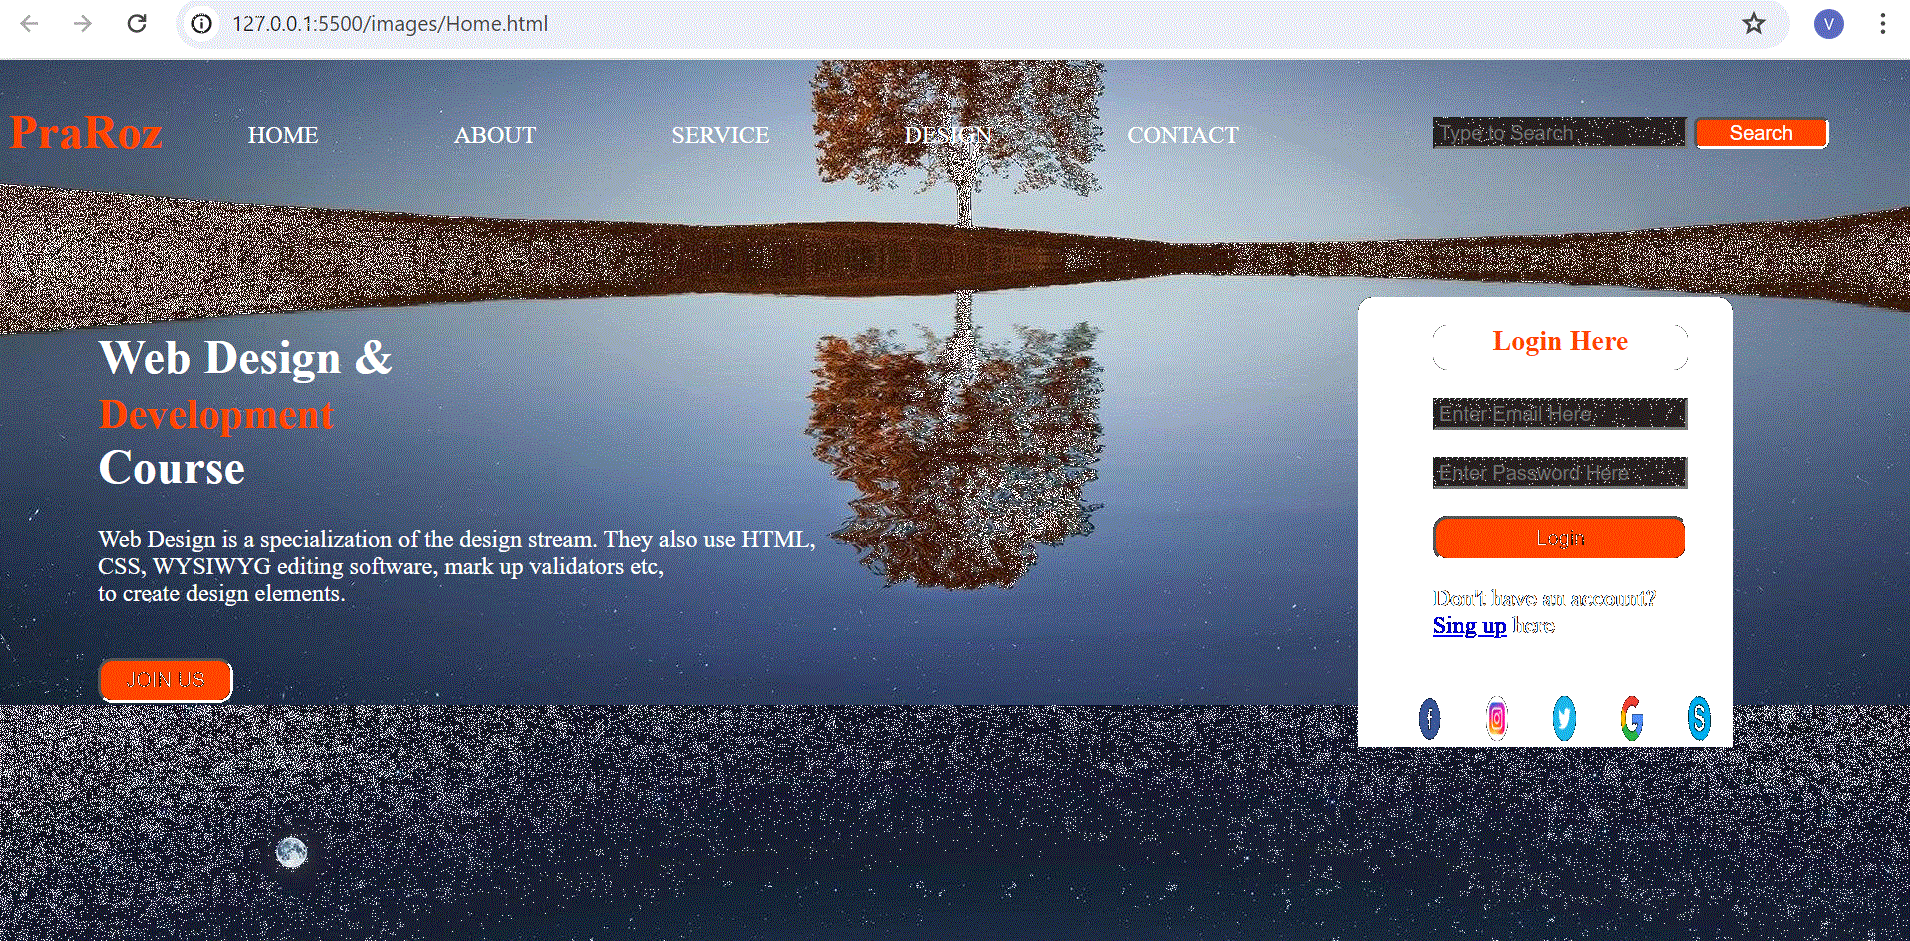 127.0.0.1:5500/images/Home.html
V
PraRoz
HOME
ABOUT
SERVICE
DESIGN
CONTACT
Type to Search
Search
Web Design &
Development
Course
Web Design is a specialization of the design stream. They also use HTML,
CSS, WYSIWYG editing software, mark up validators etc,
to create design elements.
JOIN US
Login Here
Enter Email Here
Enter Password Here
Login
Don't have an account?
Sing up here